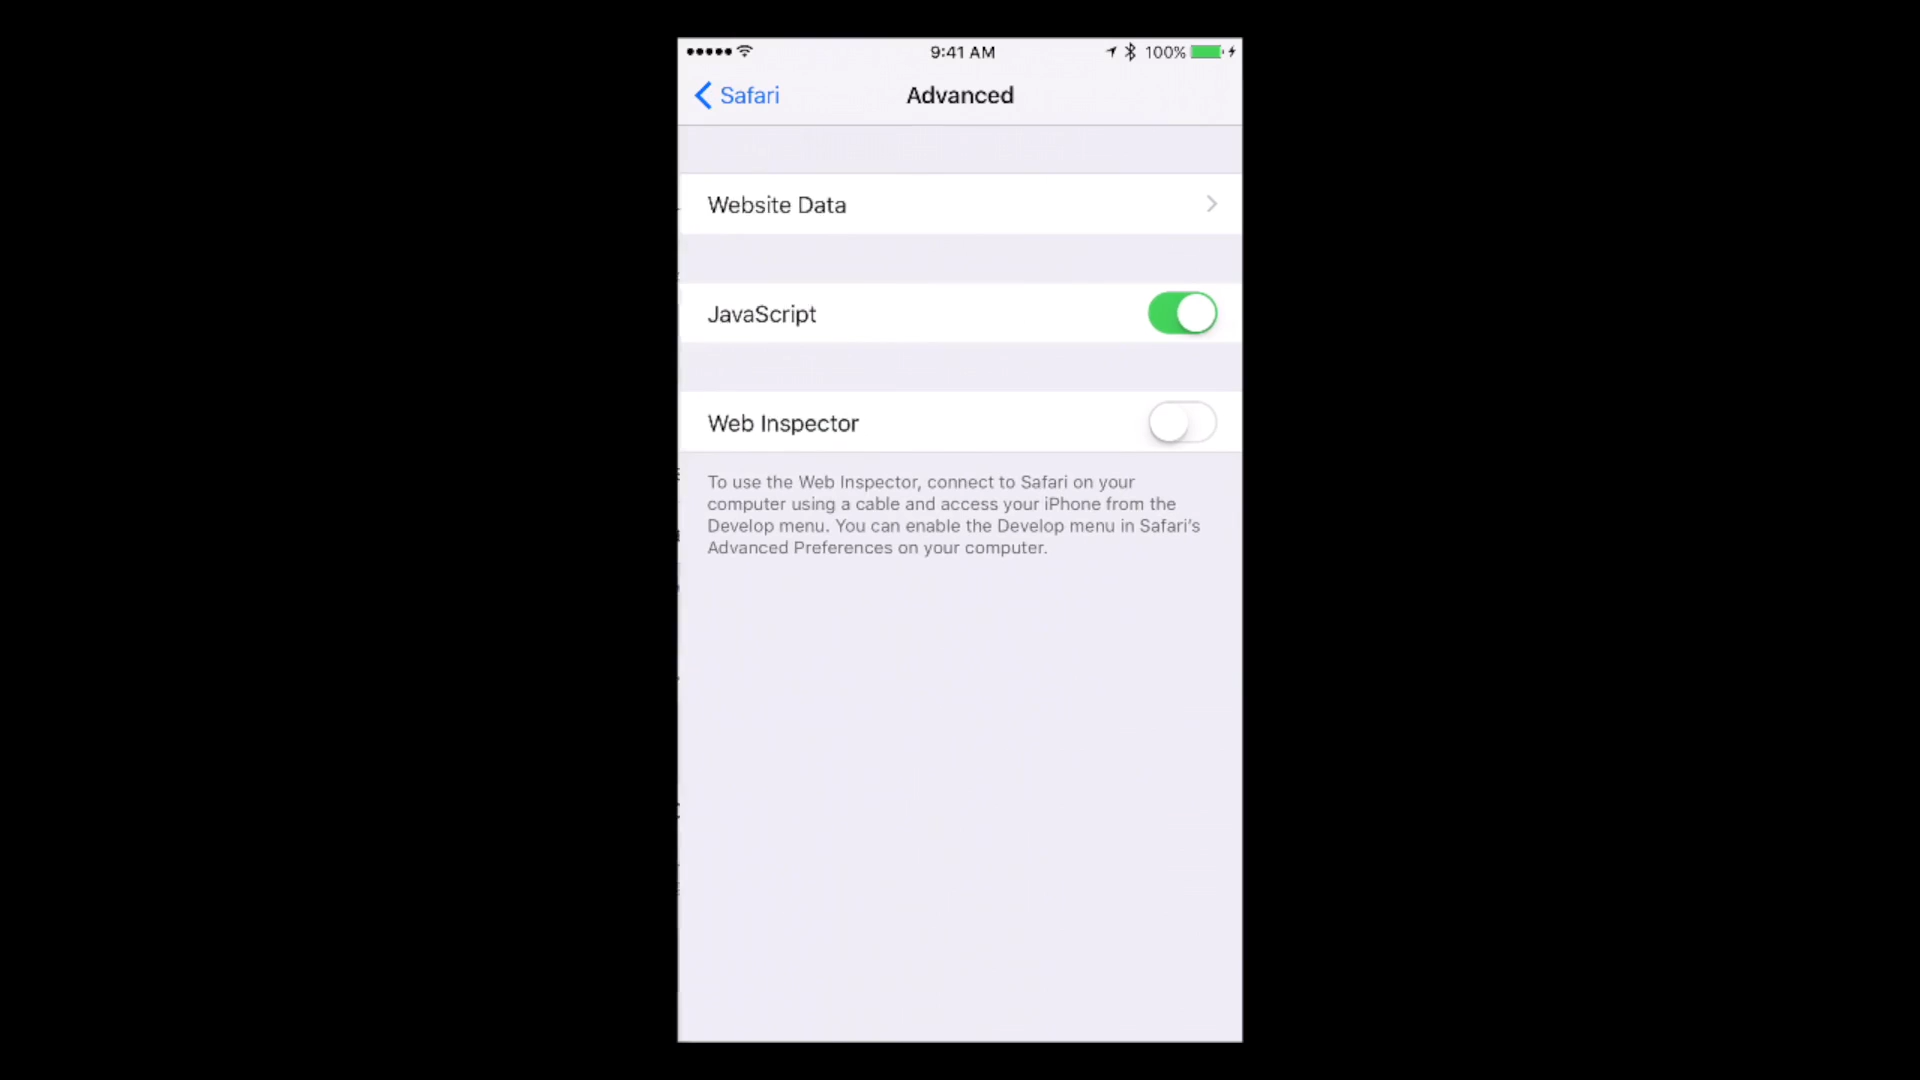 9:41 AM
100%
Safari
Advanced
Website Data
JavaScript
Web Inspector
To use the Web Inspector, connect to Safari on your
computer using a cable and access your iPhone from the
Develop menu. You can enable the Develop menu in Safari's
Advanced Preferences on your computer.